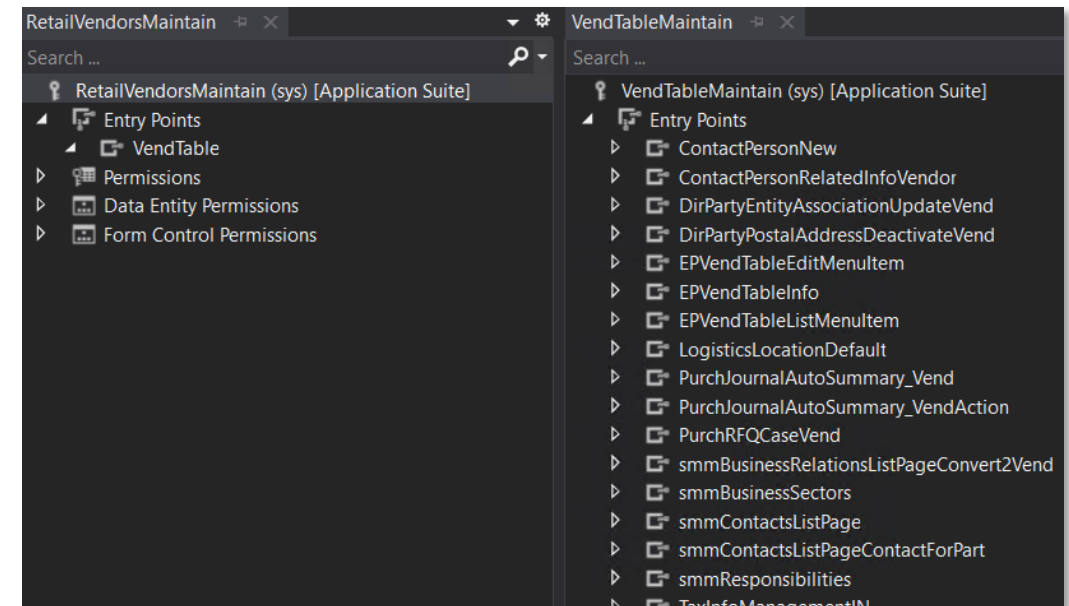 RetailVendorsMaintain
Search ...
RetailVendorsMaintain (sys) [Application Suite]
Entry Points
VendTable
Permissions
Data Entity Permissions
Form Control Permissions
VendTableMaintain
Search ...
VendTableMaintain (sys) [Application Suite]
Entry Points
ContactPersonNew
ContactPersonRelatedInfoVendor
DirPartyEntityAssociationUpdateVend
DirPartyPostalAddressDeactivateVend
EPVendTableEditMenuItem
EPVendTableInfo
EPVendTableListMenuItem
LogisticsLocationDefault
PurchJournalAutoSummary_Vend
PurchJournalAutoSummary_VendAction
PurchRFQCaseVend
smmBusinessRelationsListPageConvert2Vend
smmBusinessSectors
smmContactsListPage
smmContactsListPageContactForPart
smmResponsibilities
TaxInfoManagementIN